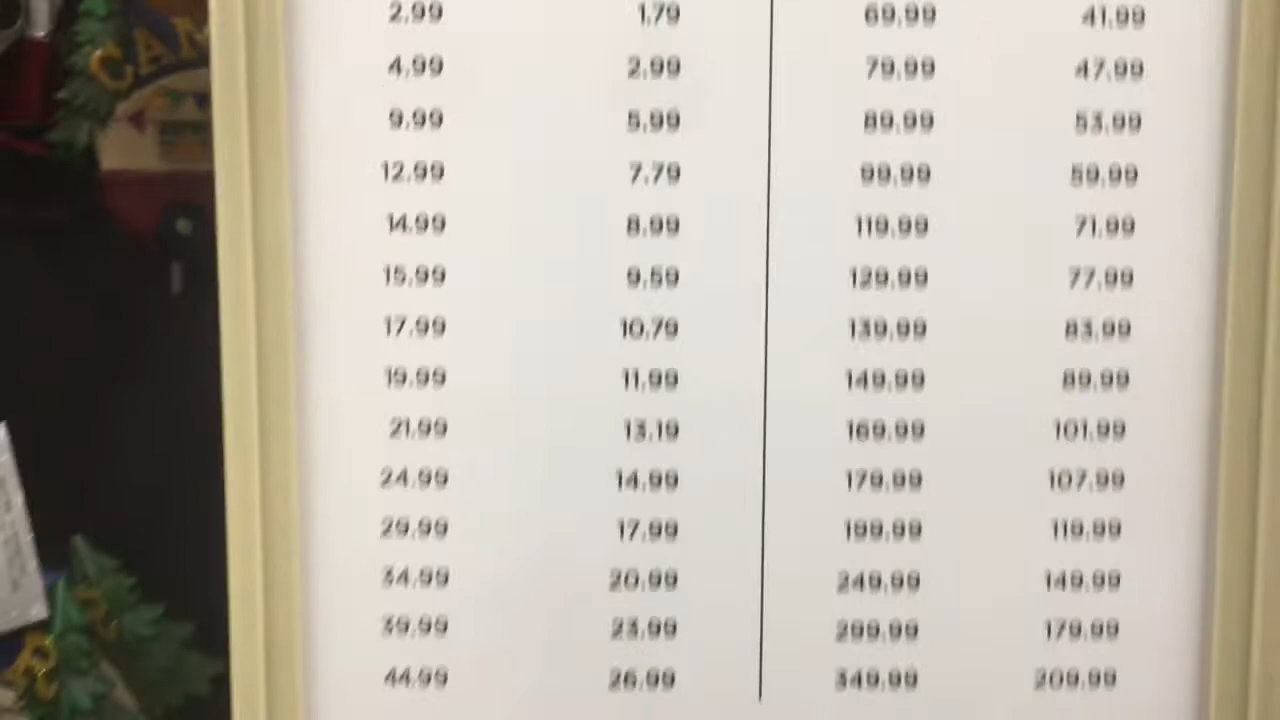 CAM
2.99 1.79 69.99 41.99
4.99 2.99 79.99 47.99
9.99 5.99 89.99 53.99
12.99 7.79 99.99 59.99
14.99 8.99 119.99 71.99
15.99 9.59 129.99 77.99
17.99 10.79 139.99 83.99
19.99 11.99 149.99 89.99
21.99 13.19 169.99 101.99
24.99 14.99 179.99 107.99
29.99 17.99 199.99 119.99
34.99 20.99 249.99 149.99
39.99 23.99 299.99 179.99
44.99 26.99 349.99 209.99